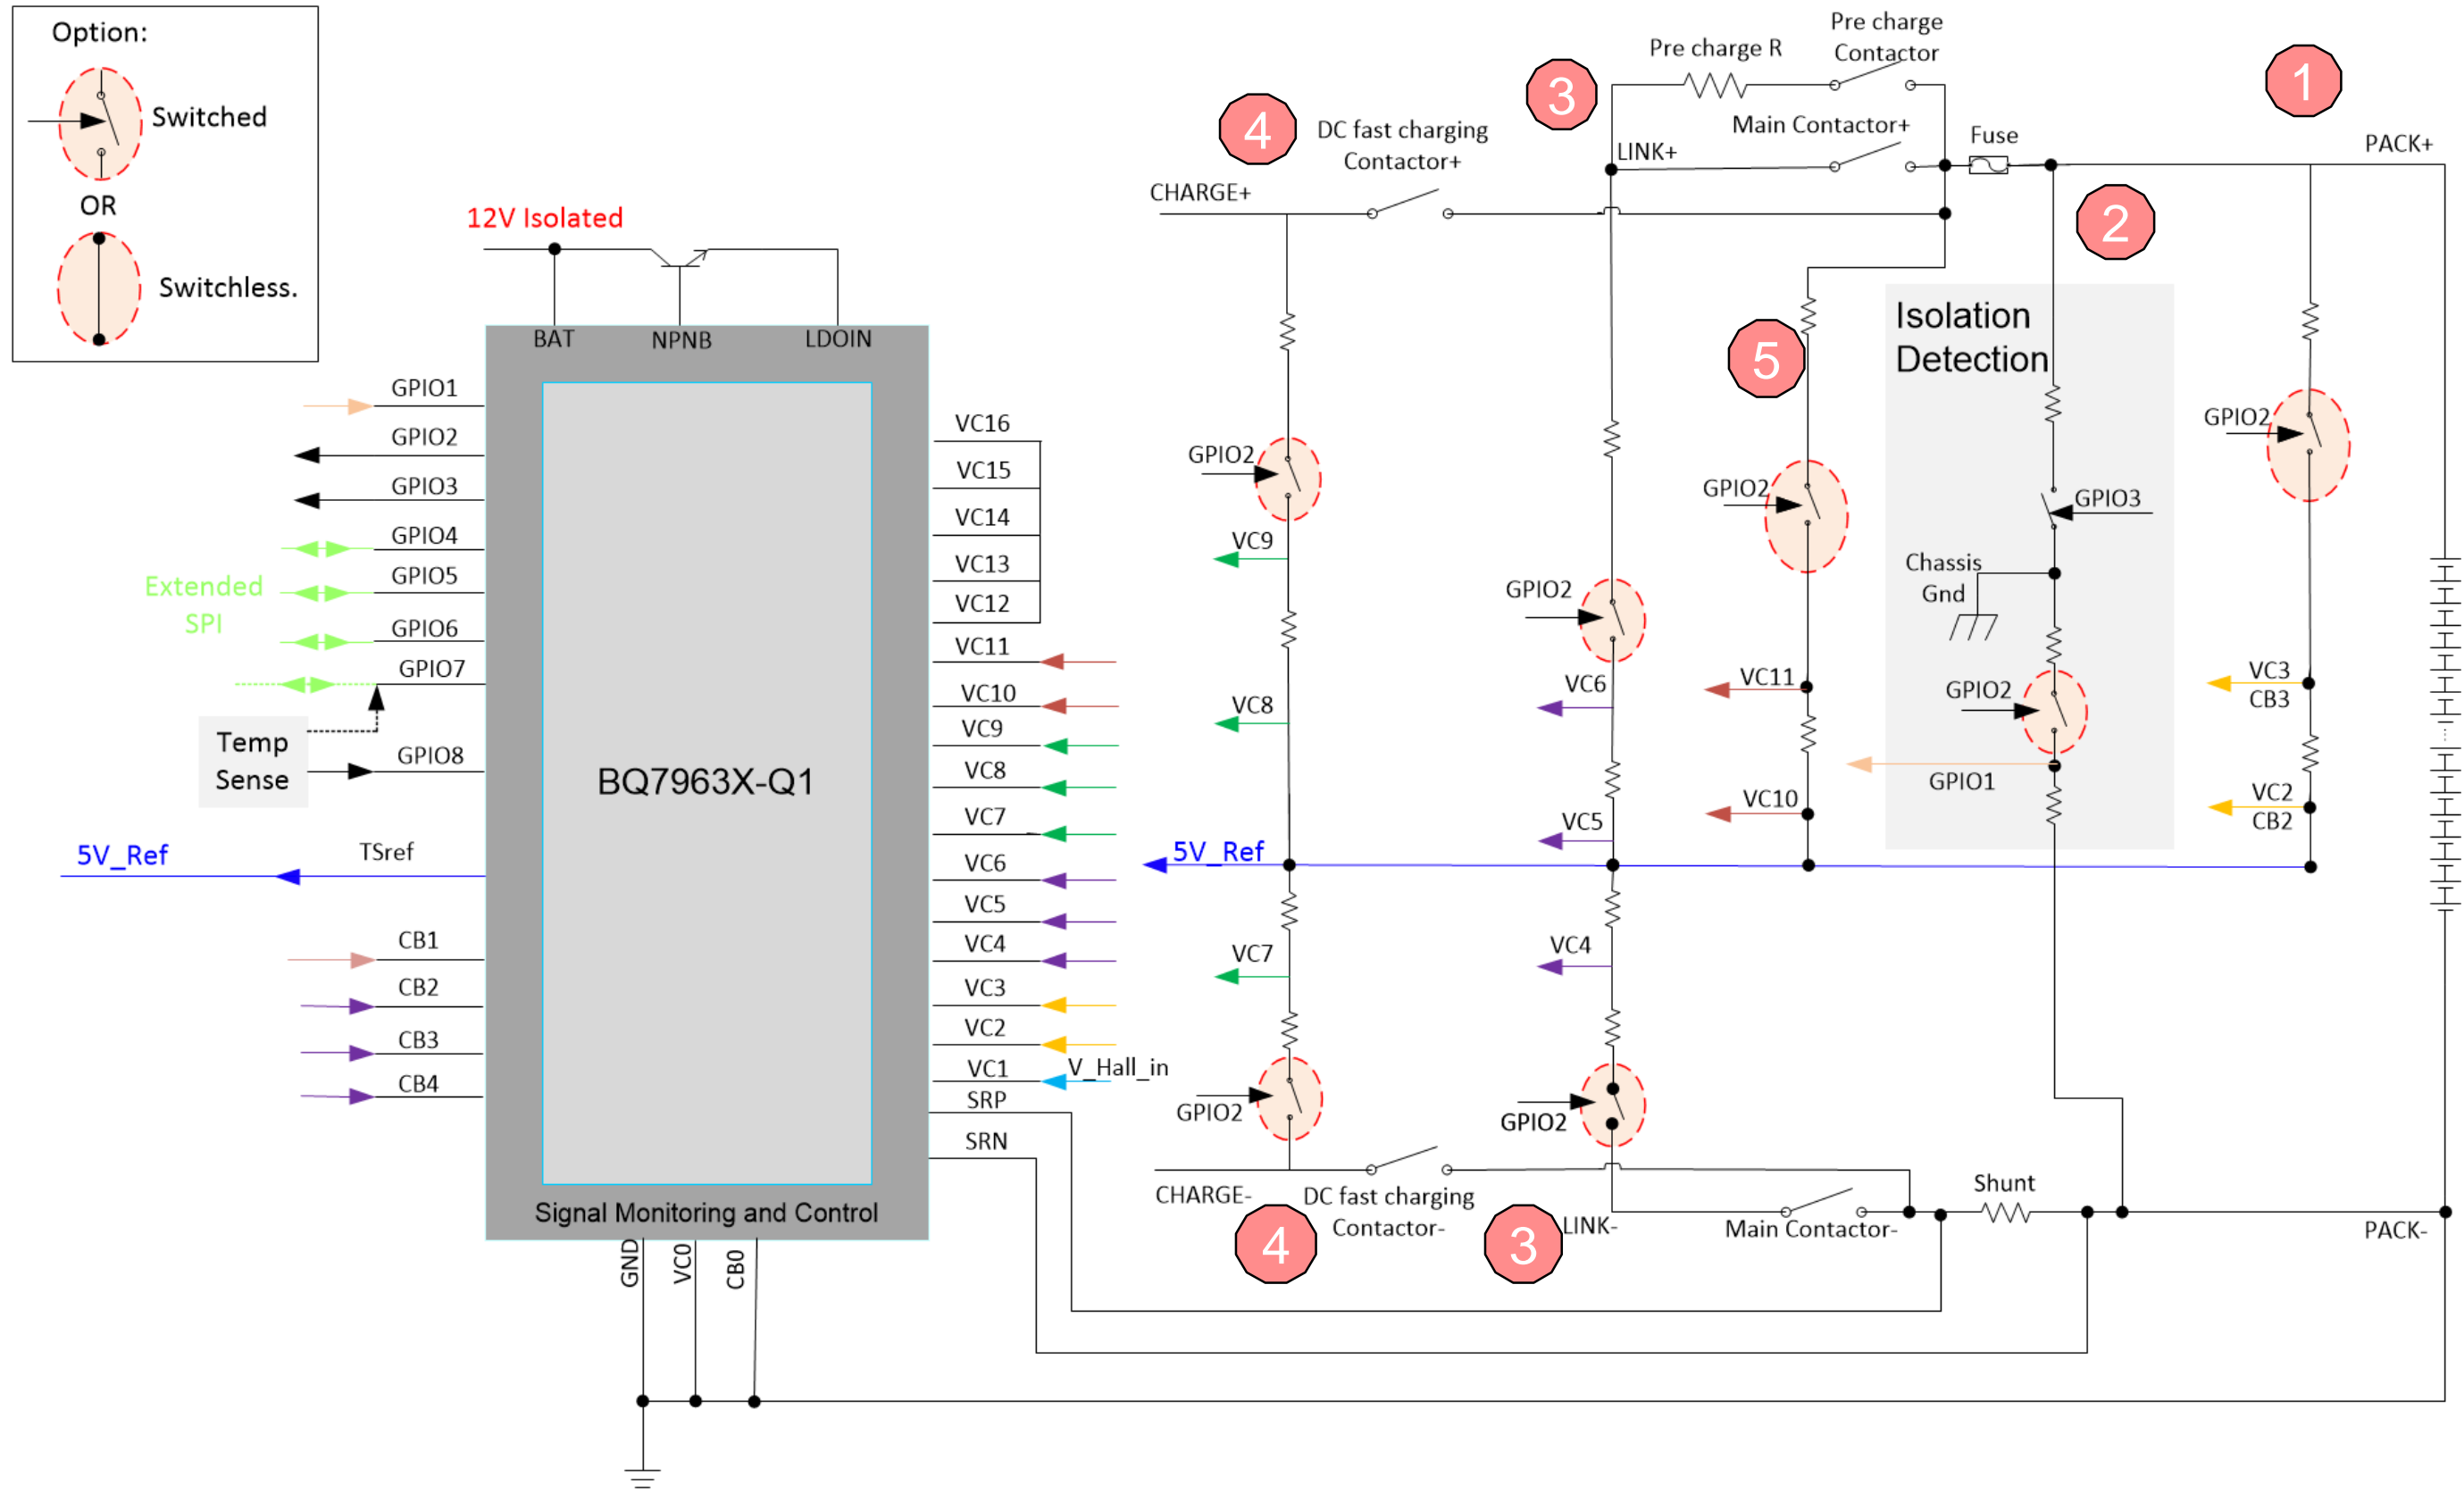 Option:
Switched
OR
Switchless.
12V Isolated
BAT
NPNB
LDOIN
GPIO1
GPIO2
GPIO3
GPIO4
GPIO5
GPIO6
GPIO7
GPIO8
Extended
SPI
Temp
Sense
5V_Ref
TSref
CB1
CB2
CB3
CB4
BQ7963X-Q1
Signal Monitoring and Control
GND
VC0
CB0
VC16
VC15
VC14
VC13
VC12
VC11
VC10
VC9
VC8
VC7
VC6
VC5
VC4
VC3
VC2
VC1
V_Hall_in
SRP
SRN
4
DC fast charging
Contactor+
CHARGE+
GPIO2
VC9
VC8
5V_Ref
VC7
GPIO2
CHARGE-
DC fast charging
Contactor-
4
3
Pre charge R
Pre charge
Contactor
Main Contactor+
LINK+
Fuse
GPIO2
VC6
VC5
VC4
GPIO2
3
LINK-
Main Contactor-
Shunt
5
GPIO2
VC11
VC10
2
Isolation
Detection
GPIO3
Chassis
Gnd
GPIO2
GPIO1
1
PACK+
GPIO2
VC3
CB3
VC2
CB2
PACK-